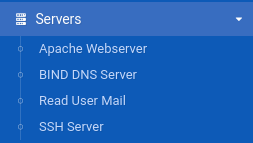 Servers
Apache Webserver
BIND DNS Server
Read User Mail
SSH Server